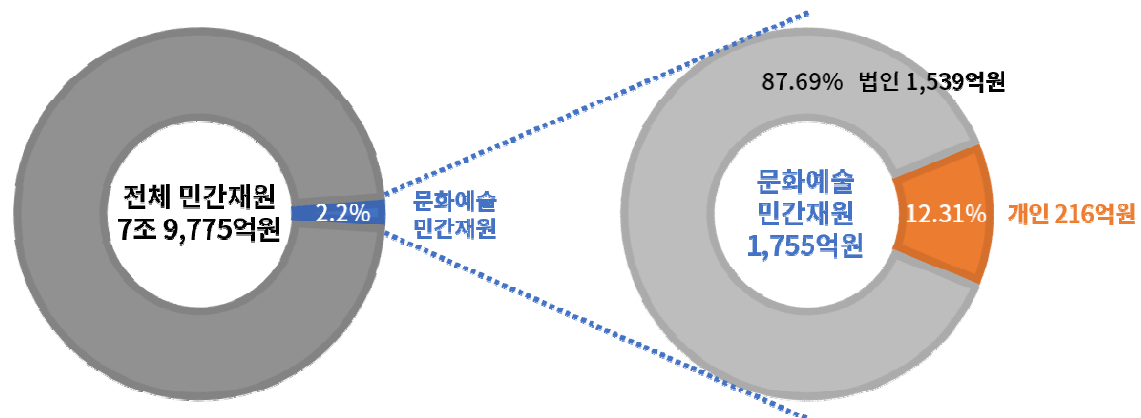 전체 민간재원
7조 9,775억원
2.2%
문화예술
민간재원
87.69% 법인 1,539억원
문화예술
민간재원
1,755억원
12.31%
개인 216억원